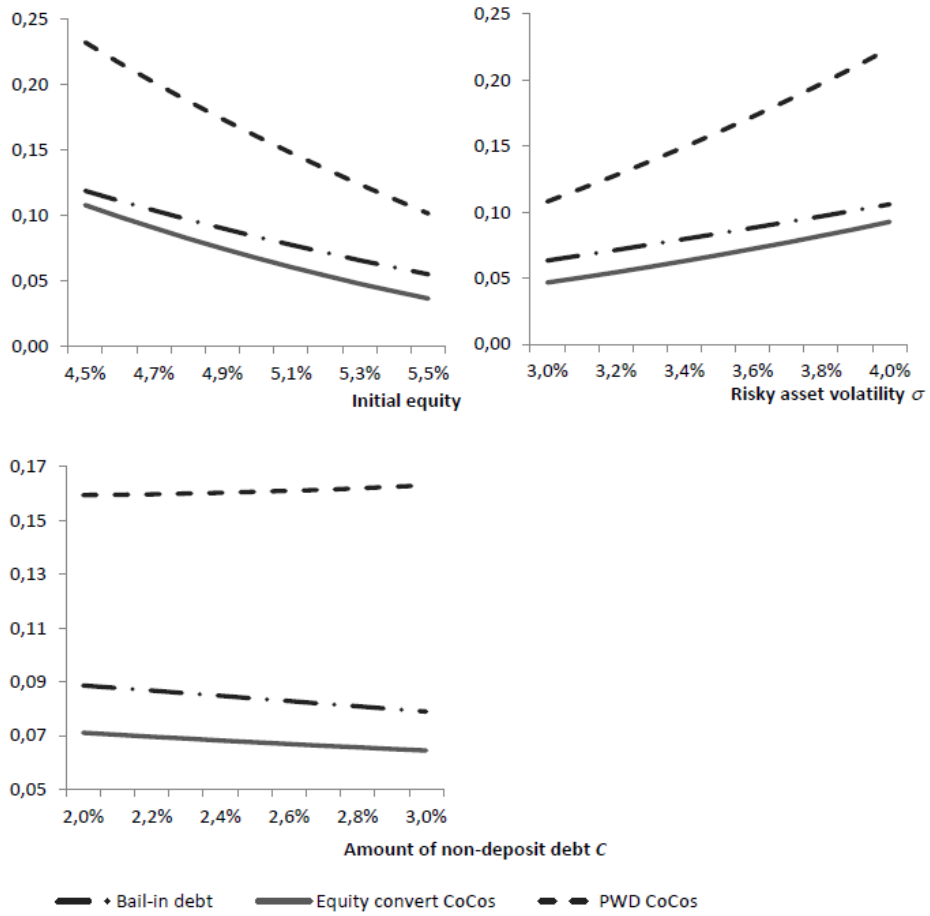 0,25
0,20
0,15
0,10
0,05
0,00
4,5% 4,7% 4,9% 5,1% 5,3% 5,5%
Initial equity
0,25
0,20
0,15
0,10
0,05
0,00
3,0% 3,2% 3,4% 3,6% 3,8% 4,0%
Risky asset volatility σ
0,17
0,15
0,13
0,11
0,09
0,07
0,05
2,0% 2,2% 2,4% 2,6% 2,8% 3,0%
Amount of non-deposit debt C
Bail-in debt Equity convert CoCos PWD CoCos